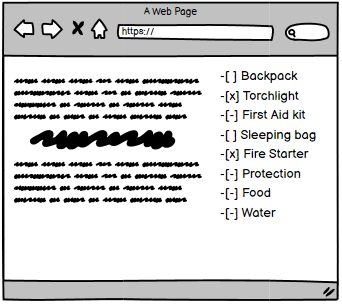 A Web Page
https://
-[ ] Backpack
-[x] Torchlight
-[-] First Aid kit
-[ ] Sleeping bag
-[x] Fire Starter
-[-] Protection
-[-] Food
-[-] Water